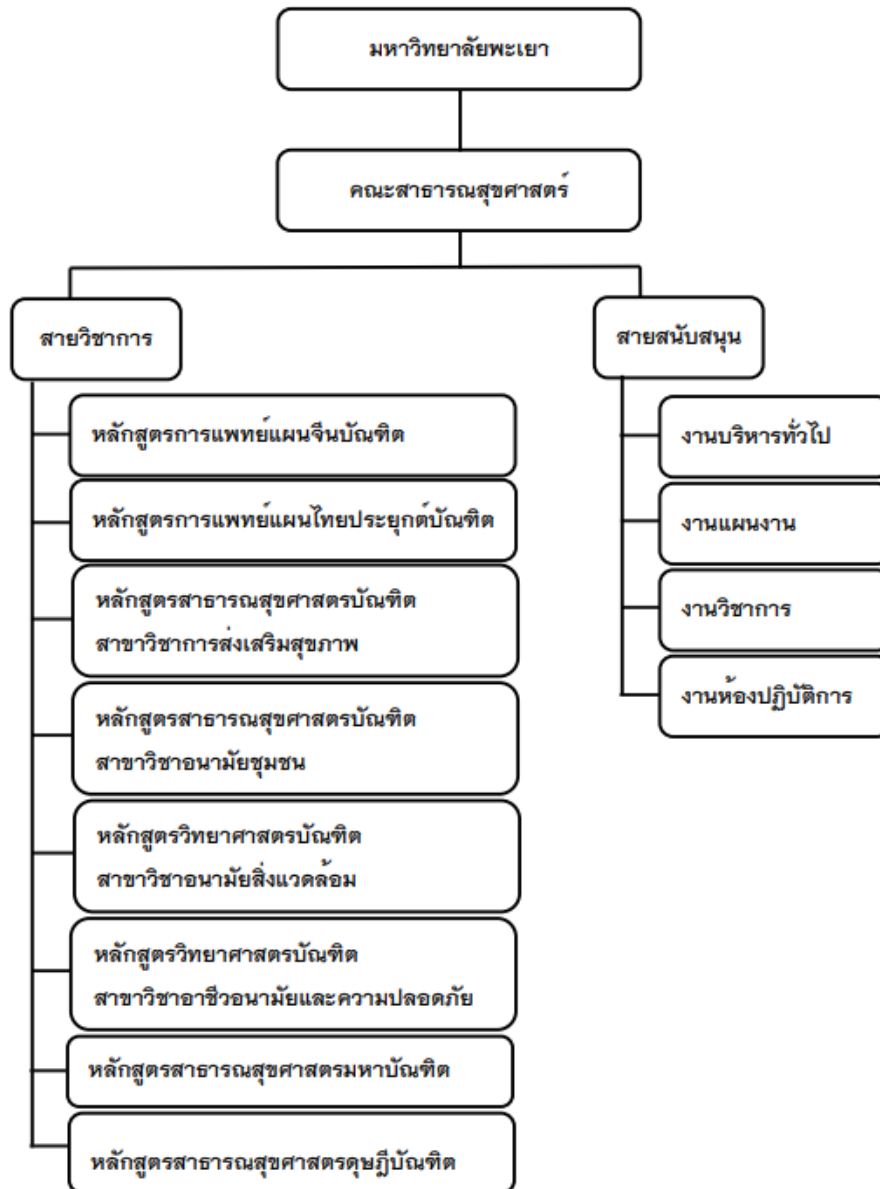 มหาวิทยาลัยพะเยา
คณะสาธารณสุขศาสตร์
สายวิชาการ
หลักสูตรการแพทย์แผนจีนบัณฑิต
หลักสูตรการแพทย์แผนไทยประยุกต์บัณฑิต
หลักสูตรสาธารณสุขศาสตรบัณฑิต
สาขาวิชาการส่งเสริมสุขภาพ
หลักสูตรสาธารณสุขศาสตรบัณฑิต
สาขาวิชาอนามัยชุมชน
หลักสูตรวิทยาศาสตรบัณฑิต
สาขาวิชาอนามัยสิ่งแวดล้อม
หลักสูตรวิทยาศาสตรบัณฑิต
สาขาวิชาอาชีวอนามัยและความปลอดภัย
หลักสูตรสาธารณสุขศาสตรมหาบัณฑิต
หลักสูตรสาธารณสุขศาสตรดุษฎีบัณฑิต
สายสนับสนุน
งานบริหารทั่วไป
งานแผนงาน
งานวิชาการ
งานห้องปฏิบัติการ